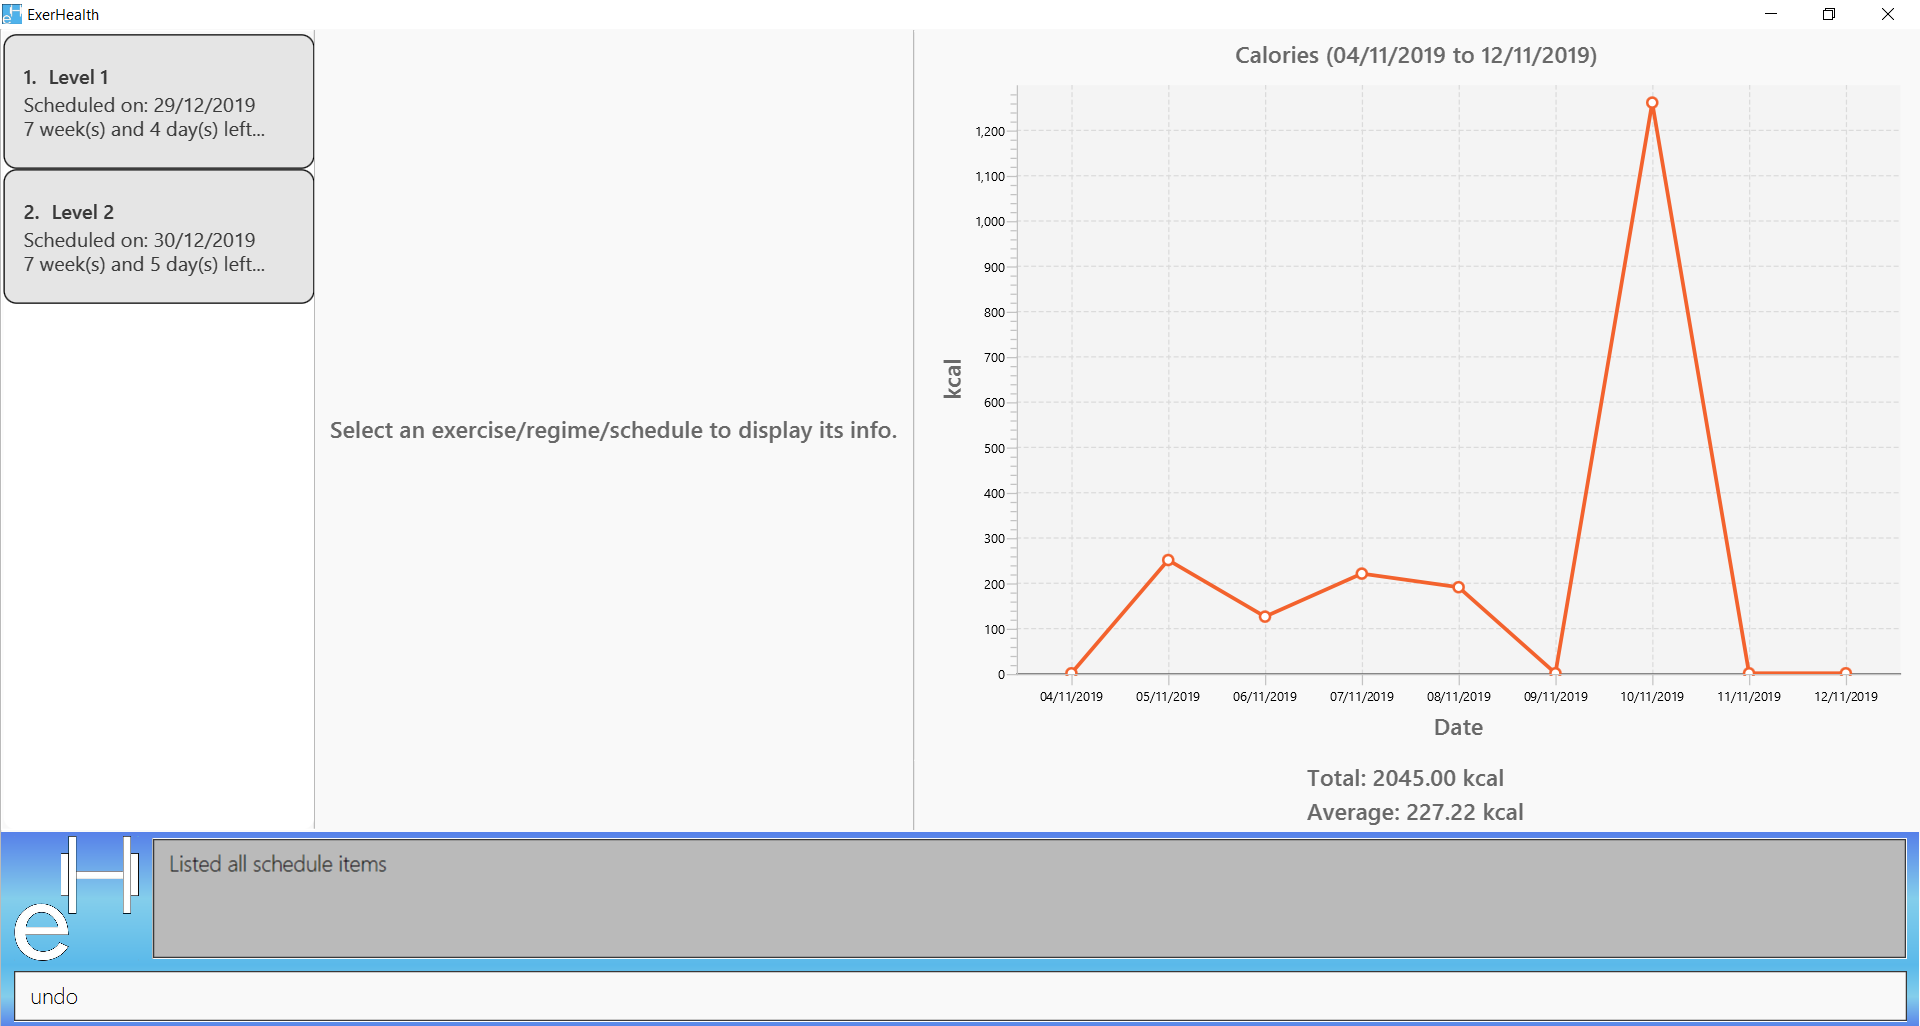 ExerHealth
1. Level 1
Scheduled on: 29/12/2019
7 week(s) and 4 day(s) left...
2. Level 2
Scheduled on: 30/12/2019
7 week(s) and 5 day(s) left...
Select an exercise/regime/schedule to display its info.
Calories (04/11/2019 to 12/11/2019)
kcal
1,200
1,100
1,000
900
800
700
600
500
400
300
200
100
0
04/11/2019 05/11/2019 06/11/2019 07/11/2019 08/11/2019 09/11/2019 10/11/2019 11/11/2019 12/11/2019
Date
Total: 2045.00 kcal
Average: 227.22 kcal
eH
Listed all schedule items
undo